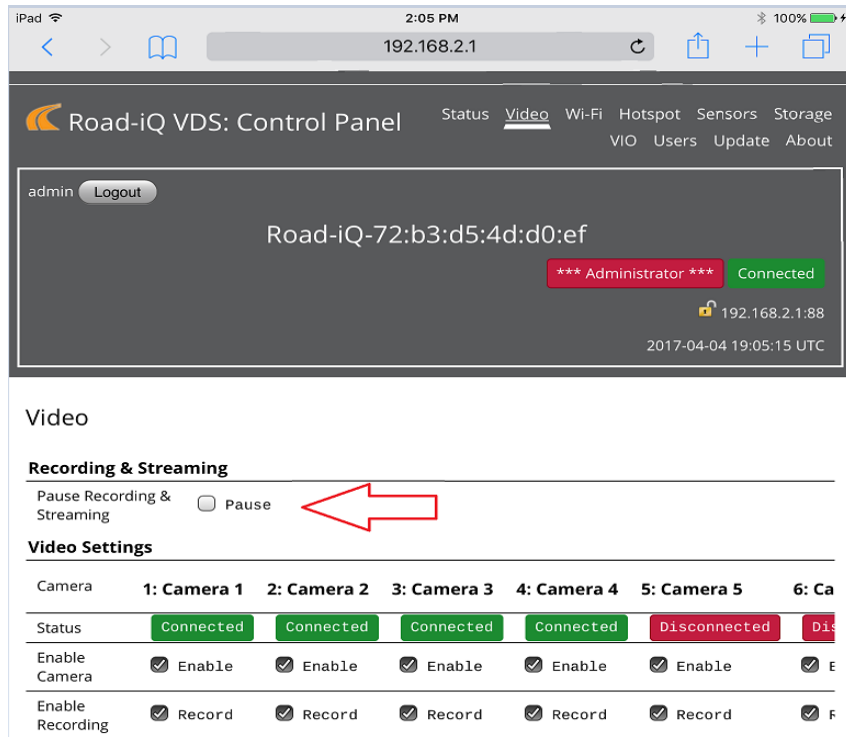 iPad 2:05 PM 100%
192.168.2.1
Road-iQ VDS: Control Panel
Status Video Wi-Fi Hotspot Sensors Storage
VIO Users Update About
admin Logout
Road-iQ-72:b3:d5:4d:d0:ef
*** Administrator *** Connected
192.168.2.1:88
2017-04-04 19:05:15 UTC
Video
Recording & Streaming
Pause Recording &
Streaming
Pause
Video Settings
Camera 1: Camera 1 2: Camera 2 3: Camera 3 4: Camera 4 5: Camera 5 6: Ca
Status Connected Connected Connected Connected Disconnected Dis
Enable
Camera
Enable Enable Enable Enable Enable E
Enable
Recording
Record Record Record Record Record R